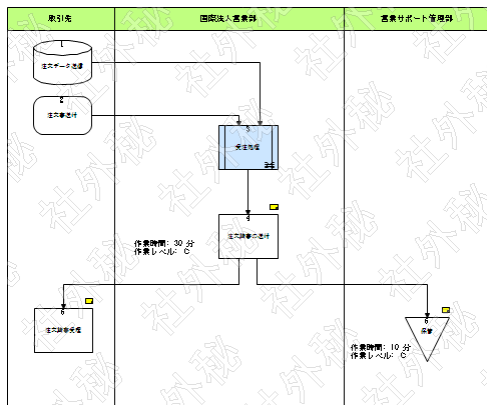 取引先
国際法人営業部
営業サポート管理部
1
注文データ送信
2
注文書送付
3
受注処理
4
注文請書の送付
作業時間: 30 分
作業レベル: C
5
注文請書受理
6
保管
作業時間: 10 分
作業レベル: C
社外秘